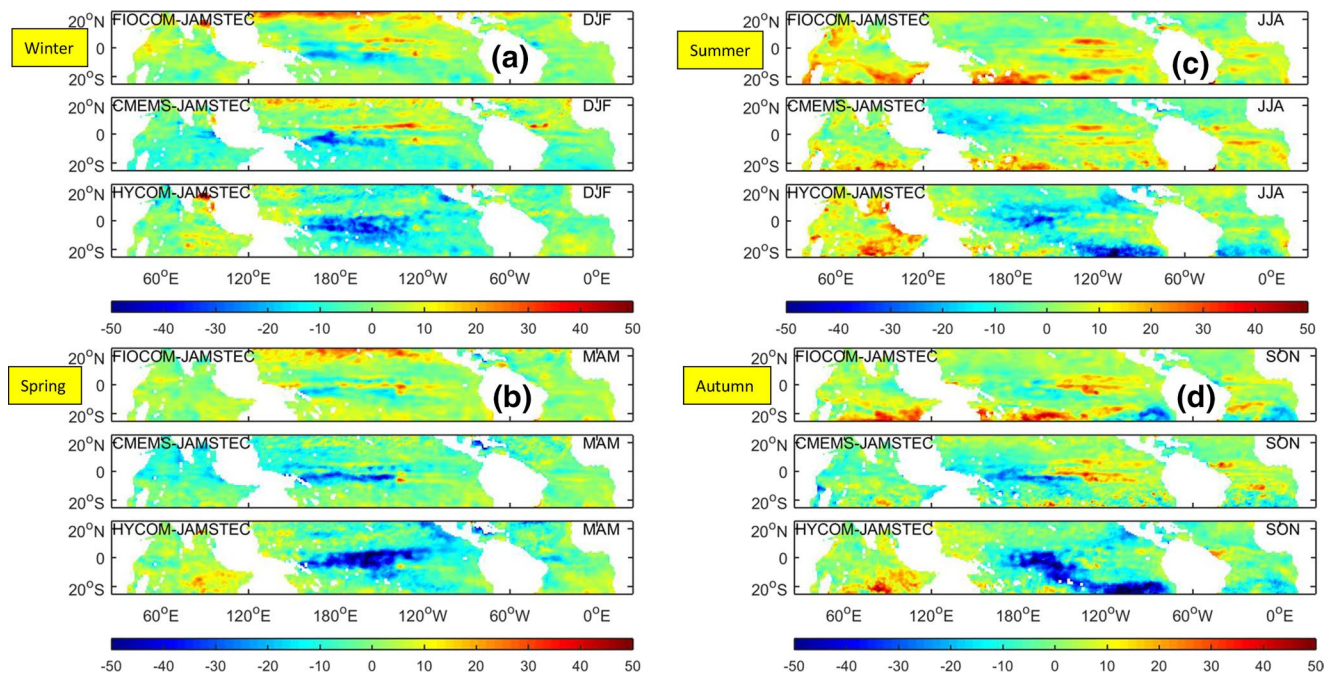 Winter
FIOCOM-JAMSTEC DJF
20°N
0
20°S
(a)
CMEMS-JAMSTEC DJF
20°N
0
20°S
HYCOM-JAMSTEC DJF
20°N
0
20°S
60°E 120°E 180°E 120°W 60°W 0°E
-50 -40 -30 -20 -10 0 10 20 30 40 50
Spring
FIOCOM-JAMSTEC MAM
20°N
0
20°S
(b)
CMEMS-JAMSTEC MAM
20°N
0
20°S
HYCOM-JAMSTEC MAM
20°N
0
20°S
60°E 120°E 180°E 120°W 60°W 0°E
-50 -40 -30 -20 -10 0 10 20 30 40 50
Summer
FIOCOM-JAMSTEC JJA
20°N
0
20°S
(c)
CMEMS-JAMSTEC JJA
20°N
0
20°S
HYCOM-JAMSTEC JJA
20°N
0
20°S
60°E 120°E 180°E 120°W 60°W 0°E
-50 -40 -30 -20 -10 0 10 20 30 40 50
Autumn
FIOCOM-JAMSTEC SON
20°N
0
20°S
(d)
CMEMS-JAMSTEC SON
20°N
0
20°S
HYCOM-JAMSTEC SON
20°N
0
20°S
60°E 120°E 180°E 120°W 60°W 0°E
-50 -40 -30 -20 -10 0 10 20 30 40 50